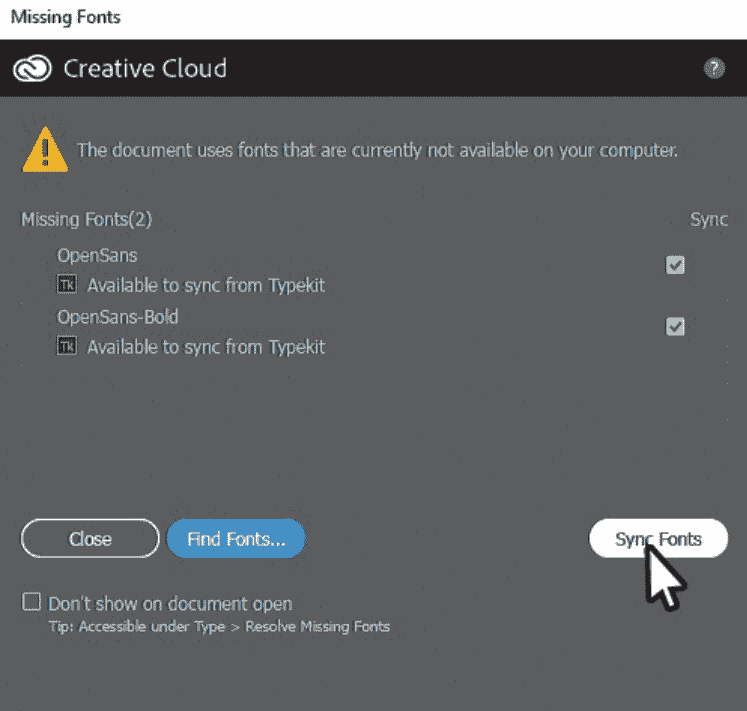 Missing Fonts
Creative Cloud
?
The document uses fonts that are currently not available on your computer.
Missing Fonts(2) Sync
OpenSans
TK Available to sync from Typekit
OpenSans-Bold
TK Available to sync from Typekit
Close Find Fonts... Sync Fonts
Don't show on document open
Tip: Accessible under Type > Resolve Missing Fonts